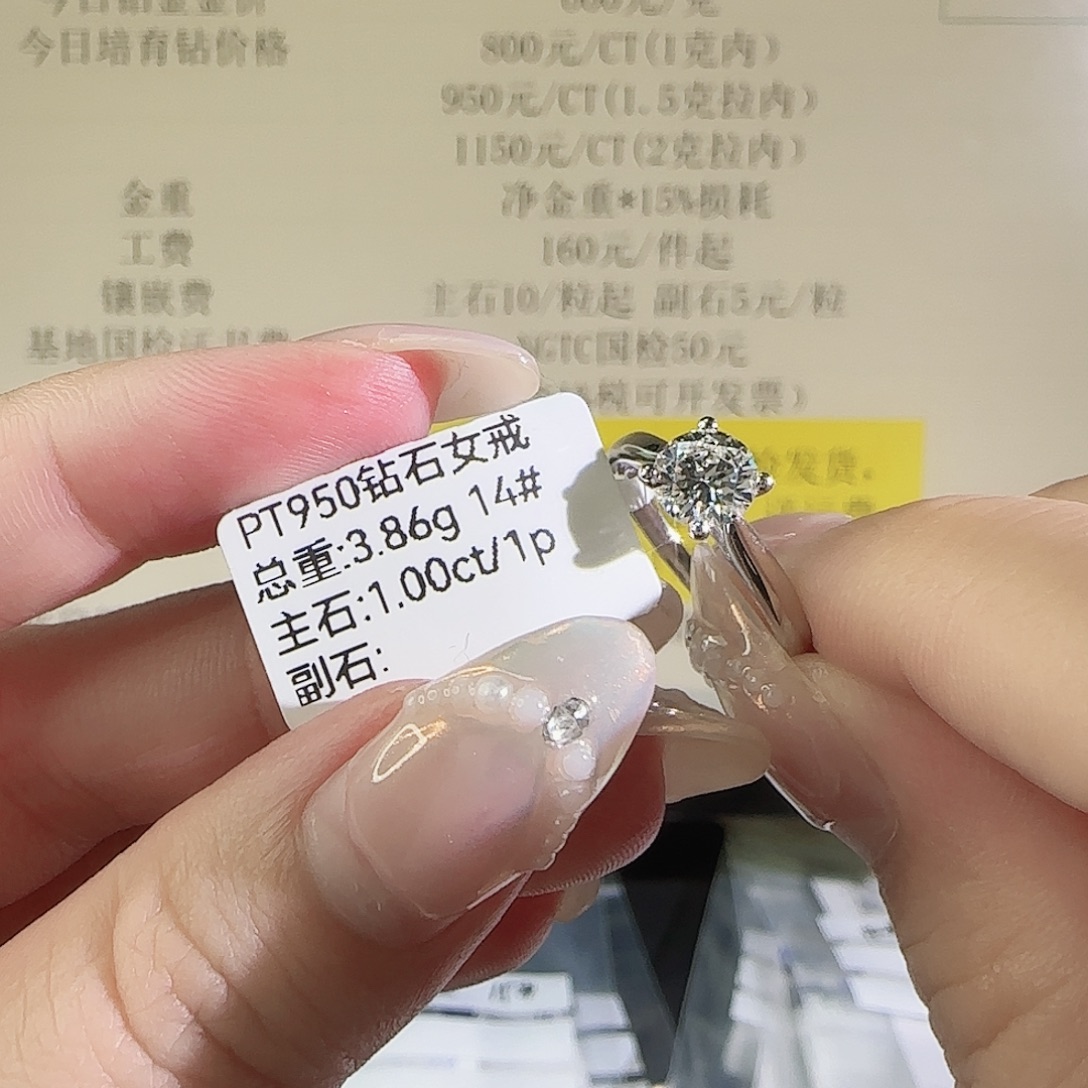 今日培育钻价格 800元/CT(1克内)
950元/CT(1.5克拉内)
1150元/CT(2克拉内)
金重 净金重*15%损耗
工费 160元/件起
镶嵌费 主石10/粒起 副石5元/粒
NGTC国检50元
可开发票)
PT950钻石女戒
总重:3.86g 14#
主石:1.00ct/1p
副石: